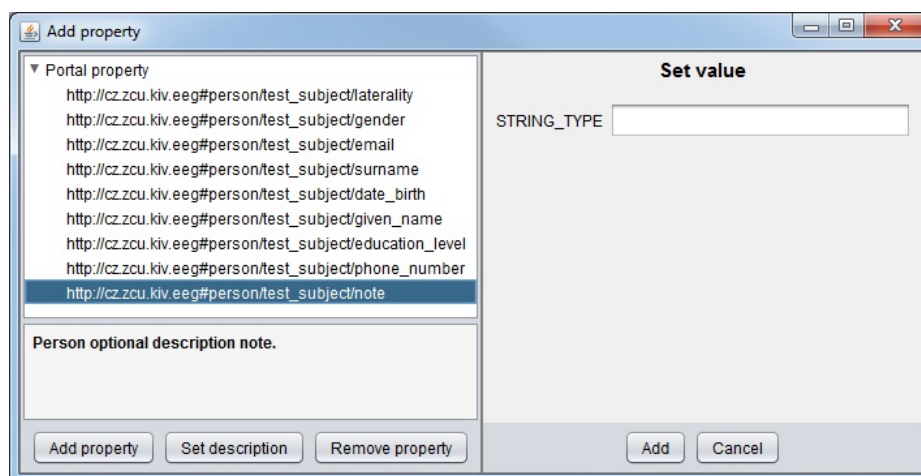 Add property
Portal property
http://cz.zcu.kiv.eeg#person/test_subject/laterality
http://cz.zcu.kiv.eeg#person/test_subject/gender
http://cz.zcu.kiv.eeg#person/test_subject/email
http://cz.zcu.kiv.eeg#person/test_subject/surname
http://cz.zcu.kiv.eeg#person/test_subject/date_birth
http://cz.zcu.kiv.eeg#person/test_subject/given_name
http://cz.zcu.kiv.eeg#person/test_subject/education_level
http://cz.zcu.kiv.eeg#person/test_subject/phone_number
http://cz.zcu.kiv.eeg#person/test_subject/note
Person optional description note.
Add property Set description Remove property
Set value
STRING_TYPE
Add Cancel